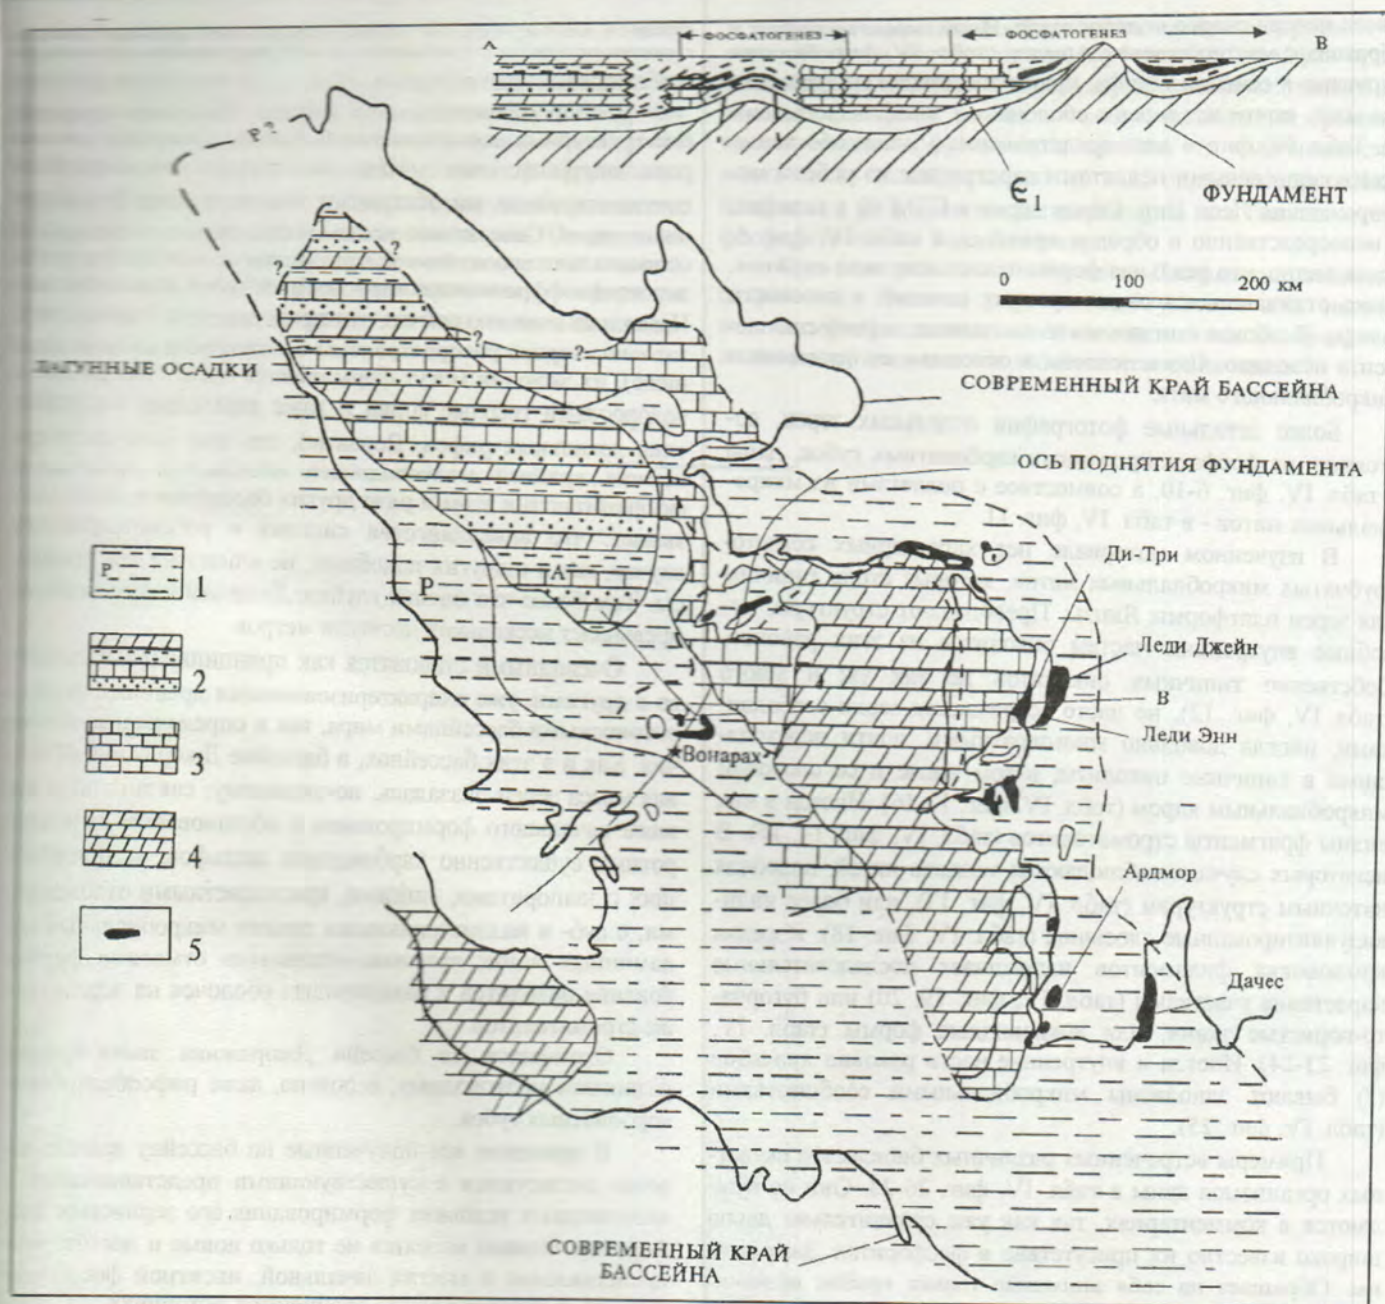 А
ФОСФАТОГЕНЕЗ
ФОСФАТОГЕНЕЗ
В
Є1
ФУНДАМЕНТ
0 100 200 км
P?
?
?
?
?
ЛАГУННЫЕ ОСАДКИ
СОВРЕМЕННЫЙ КРАЙ БАССЕЙНА
ОСЬ ПОДНЯТИЯ ФУНДАМЕНТА
Ди-Три
P
А
P 1
Леди Джейн
2
В
Леди Энн
3
Вонарах
P
4
Ардмор
5
Дачес
СОВРЕМЕННЫЙ КРАЙ
БАССЕЙНА